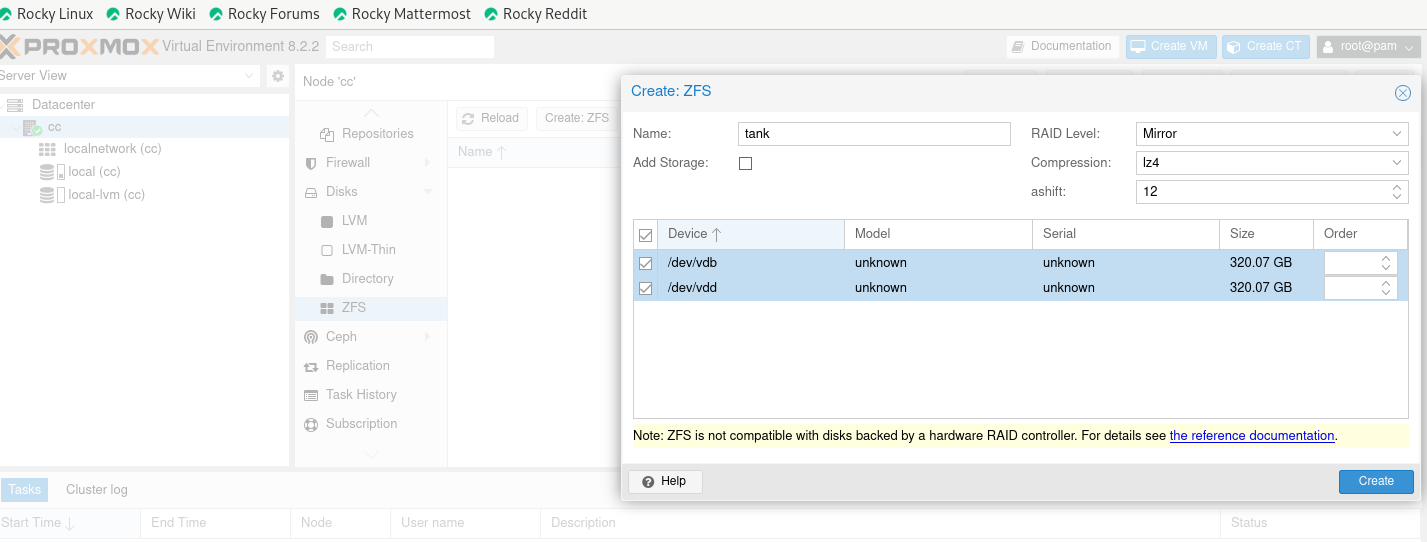 Rocky Linux Rocky Wiki Rocky Forums Rocky Mattermost Rocky Reddit
PROXMOX Virtual Environment 8.2.2 Search Documentation Create VM Create CT root@pam
Server View
Datacenter
cc
localnetwork (cc)
local (cc)
local-lvm (cc)
Node 'cc'
Repositories
Firewall
Disks
LVM
LVM-Thin
Directory
ZFS
Ceph
Replication
Task History
Subscription
Reload Create: ZFS
Name
Create: ZFS
Name: tank RAID Level: Mirror
Add Storage: Compression: lz4
ashift: 12
Device Model Serial Size Order
/dev/vdb unknown unknown 320.07 GB
/dev/vdd unknown unknown 320.07 GB
Note: ZFS is not compatible with disks backed by a hardware RAID controller. For details see the reference documentation.
Help Create
Tasks Cluster log
Start Time End Time Node User name Description Status